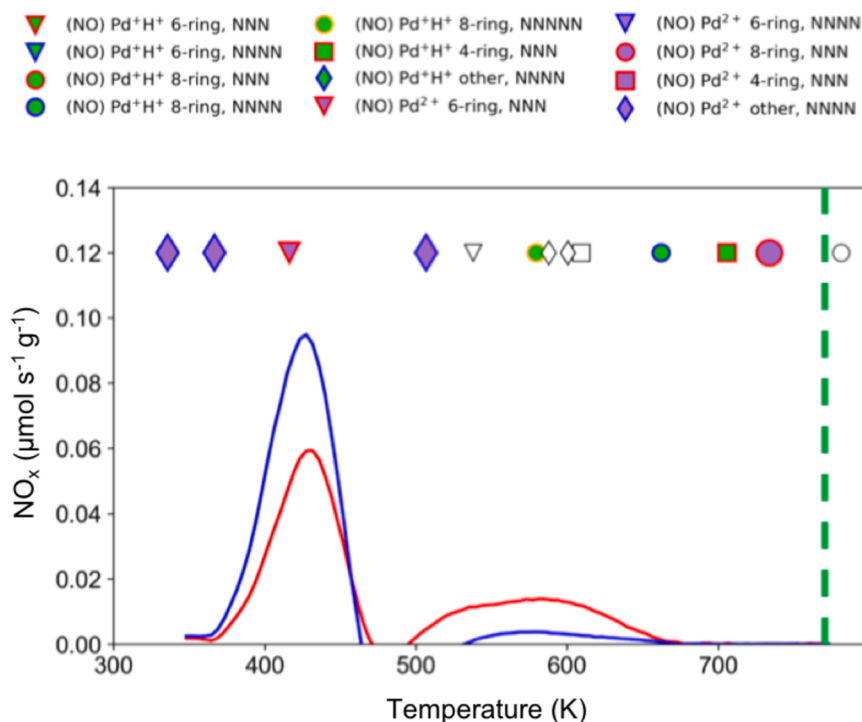 (NO) Pd⁺H⁺ 6-ring, NNN
(NO) Pd⁺H⁺ 6-ring, NNNN
(NO) Pd⁺H⁺ 8-ring, NNN
(NO) Pd⁺H⁺ 8-ring, NNNN
(NO) Pd⁺H⁺ 8-ring, NNNNN
(NO) Pd⁺H⁺ 4-ring, NNN
(NO) Pd⁺H⁺ other, NNNN
(NO) Pd²⁺ 6-ring, NNN
(NO) Pd²⁺ 6-ring, NNNN
(NO) Pd²⁺ 8-ring, NNN
(NO) Pd²⁺ 4-ring, NNN
(NO) Pd²⁺ other, NNNN
NOₓ (μmol s⁻¹ g⁻¹)
0.14
0.12
0.10
0.08
0.06
0.04
0.02
0.00
300 400 500 600 700
Temperature (K)